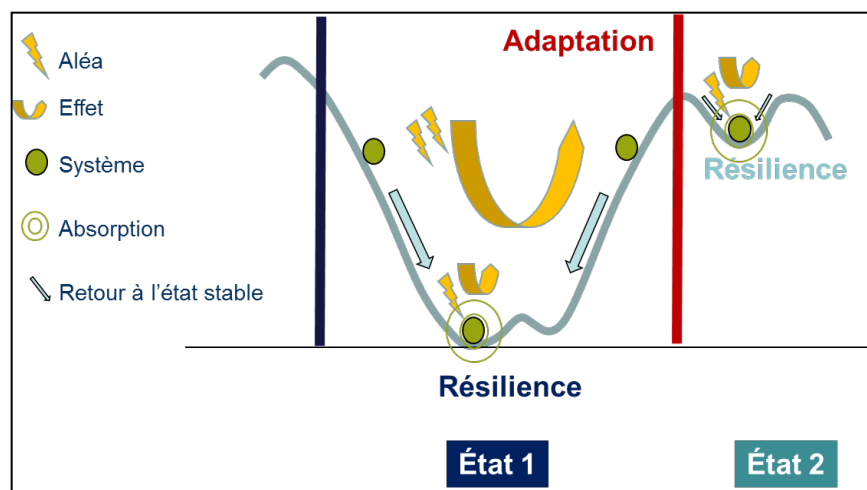 Aléa
Effet
Système
Absorption
Retour à l'état stable
Adaptation
Résilience
Résilience
État 1
État 2